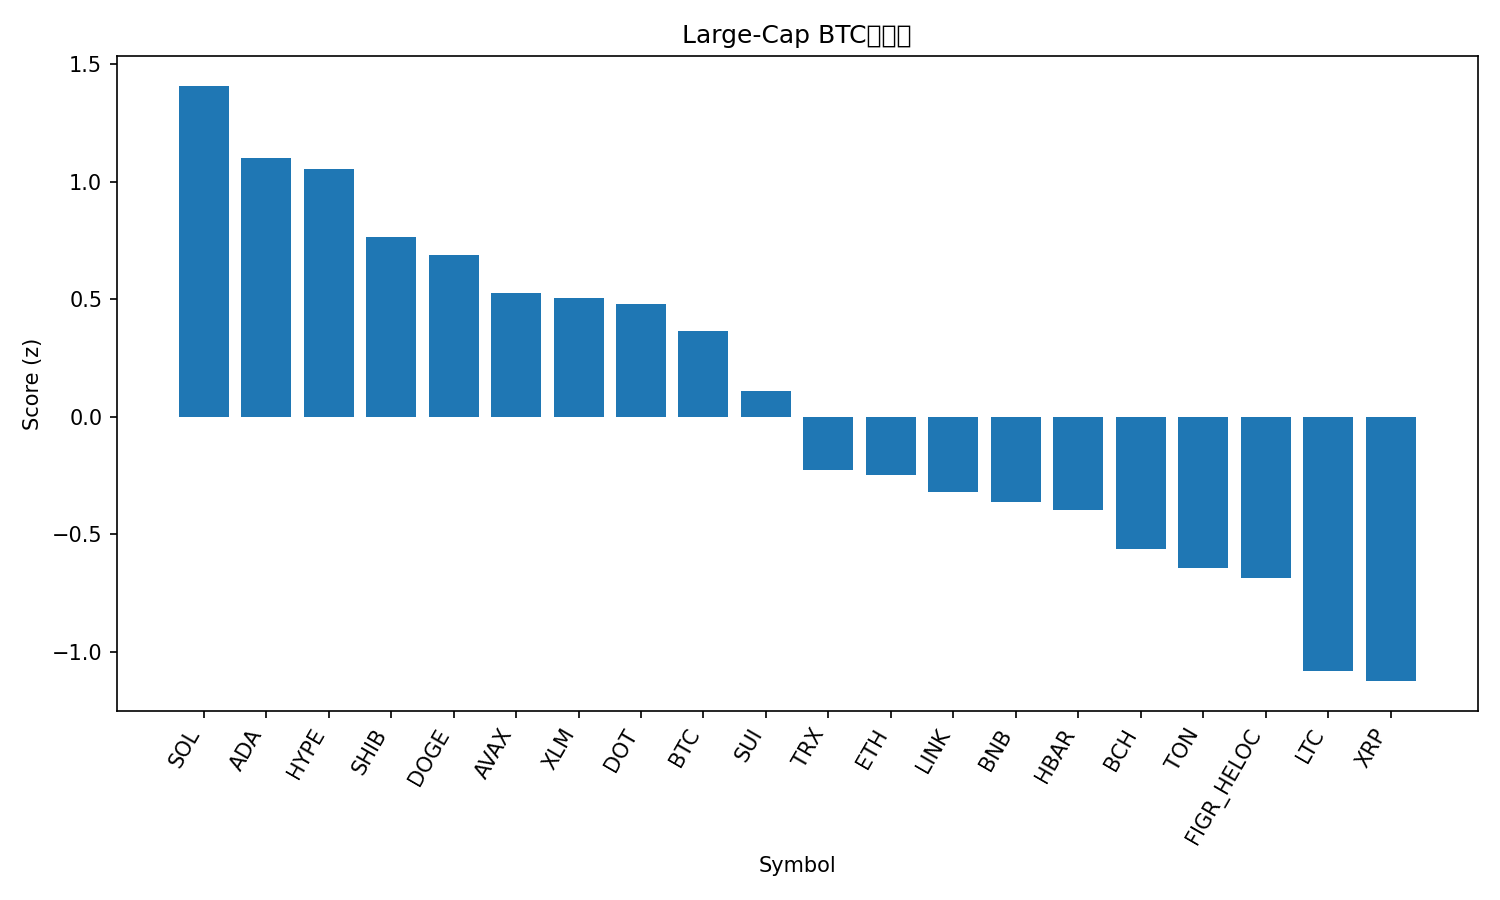 Large-Cap BTC
Score (z)
1.5
1.0
0.5
0.0
−0.5
−1.0
SOL
ADA
HYPE
SHIB
DOGE
AVAX
XLM
DOT
BTC
SUI
TRX
ETH
LINK
BNB
HBAR
BCH
TON
FIGR_HELOC
LTC
XRP
Symbol